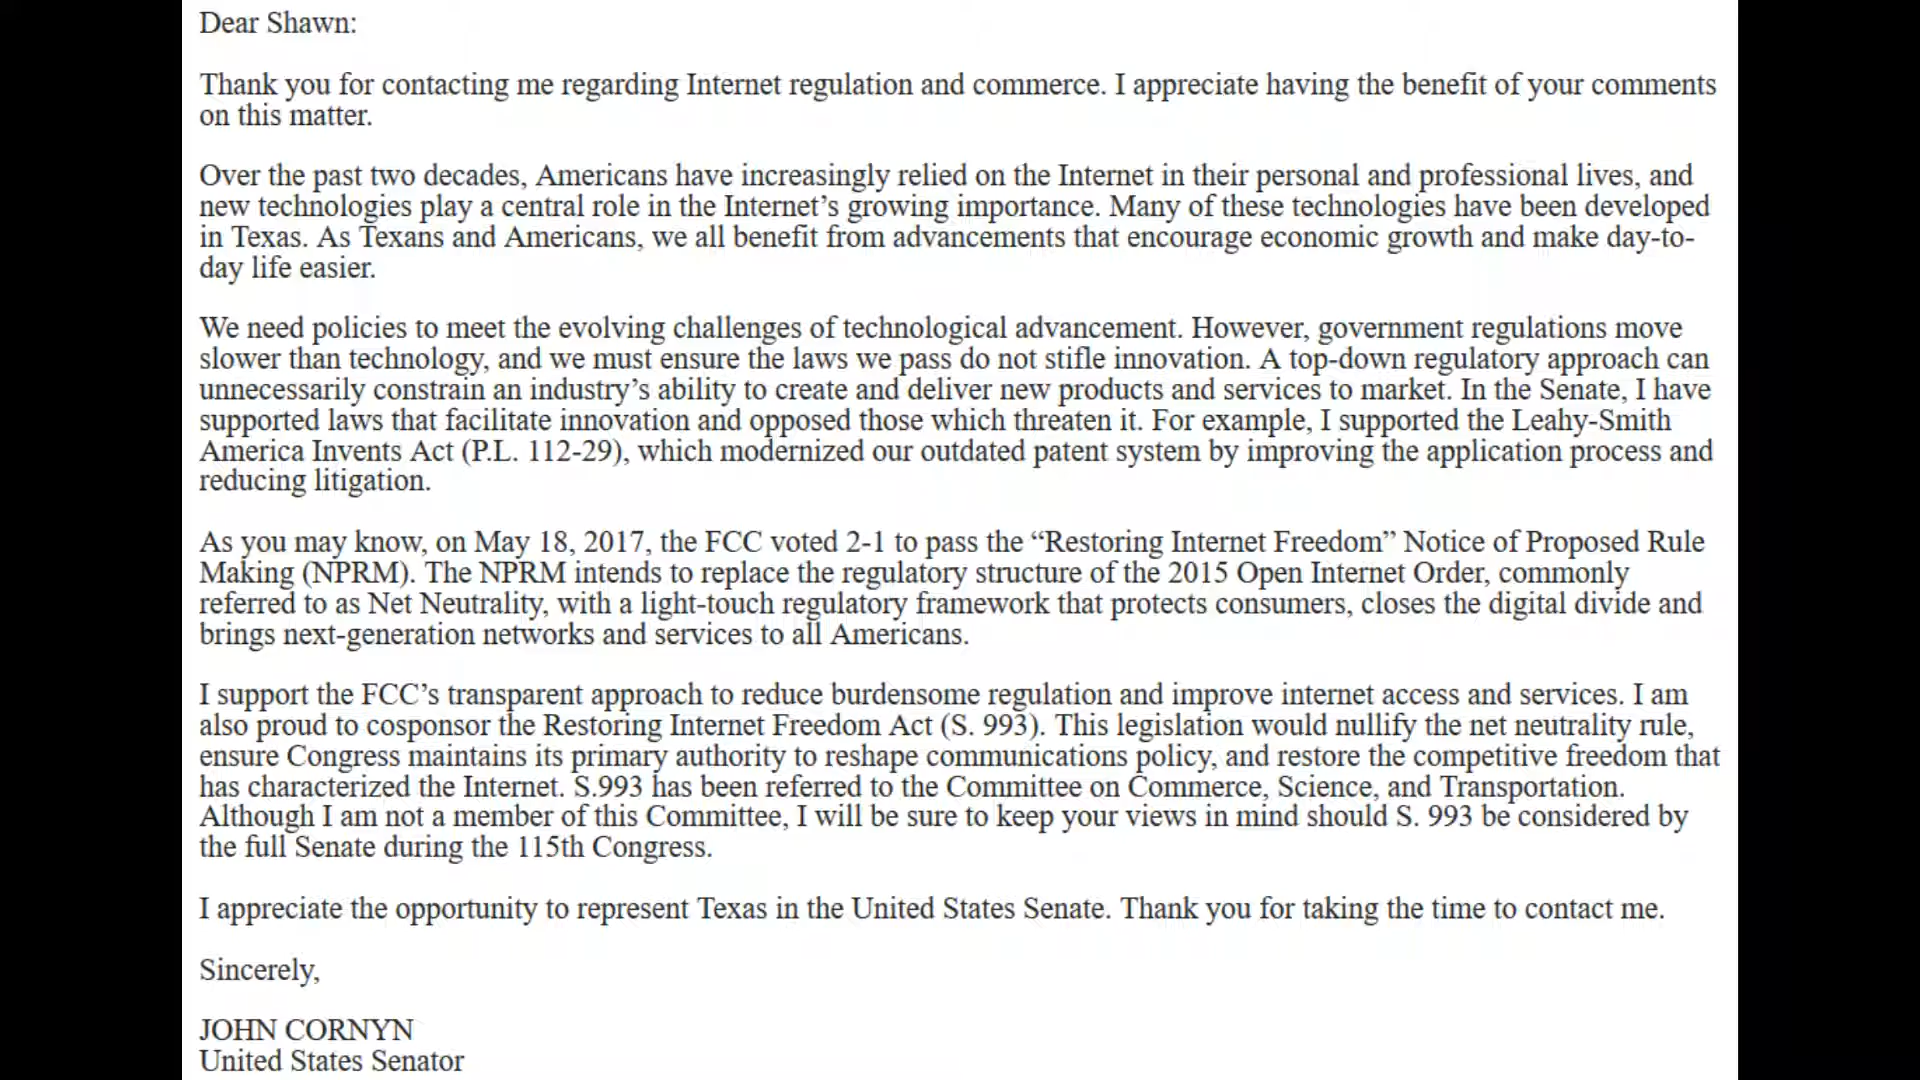 Dear Shawn:
Thank you for contacting me regarding Internet regulation and commerce. I appreciate having the benefit of your comments
on this matter.
Over the past two decades, Americans have increasingly relied on the Internet in their personal and professional lives, and
new technologies play a central role in the Internet’s growing importance. Many of these technologies have been developed
in Texas. As Texans and Americans, we all benefit from advancements that encourage economic growth and make day-to-
day life easier.
We need policies to meet the evolving challenges of technological advancement. However, government regulations move
slower than technology, and we must ensure the laws we pass do not stifle innovation. A top-down regulatory approach can
unnecessarily constrain an industry’s ability to create and deliver new products and services to market. In the Senate, I have
supported laws that facilitate innovation and opposed those which threaten it. For example, I supported the Leahy-Smith
America Invents Act (P.L. 112-29), which modernized our outdated patent system by improving the application process and
reducing litigation.
As you may know, on May 18, 2017, the FCC voted 2-1 to pass the “Restoring Internet Freedom” Notice of Proposed Rule
Making (NPRM). The NPRM intends to replace the regulatory structure of the 2015 Open Internet Order, commonly
referred to as Net Neutrality, with a light-touch regulatory framework that protects consumers, closes the digital divide and
brings next-generation networks and services to all Americans.
I support the FCC’s transparent approach to reduce burdensome regulation and improve internet access and services. I am
also proud to cosponsor the Restoring Internet Freedom Act (S. 993). This legislation would nullify the net neutrality rule,
ensure Congress maintains its primary authority to reshape communications policy, and restore the competitive freedom that
has characterized the Internet. S.993 has been referred to the Committee on Commerce, Science, and Transportation.
Although I am not a member of this Committee, I will be sure to keep your views in mind should S. 993 be considered by
the full Senate during the 115th Congress.
I appreciate the opportunity to represent Texas in the United States Senate. Thank you for taking the time to contact me.
Sincerely,
JOHN CORNYN
United States Senator